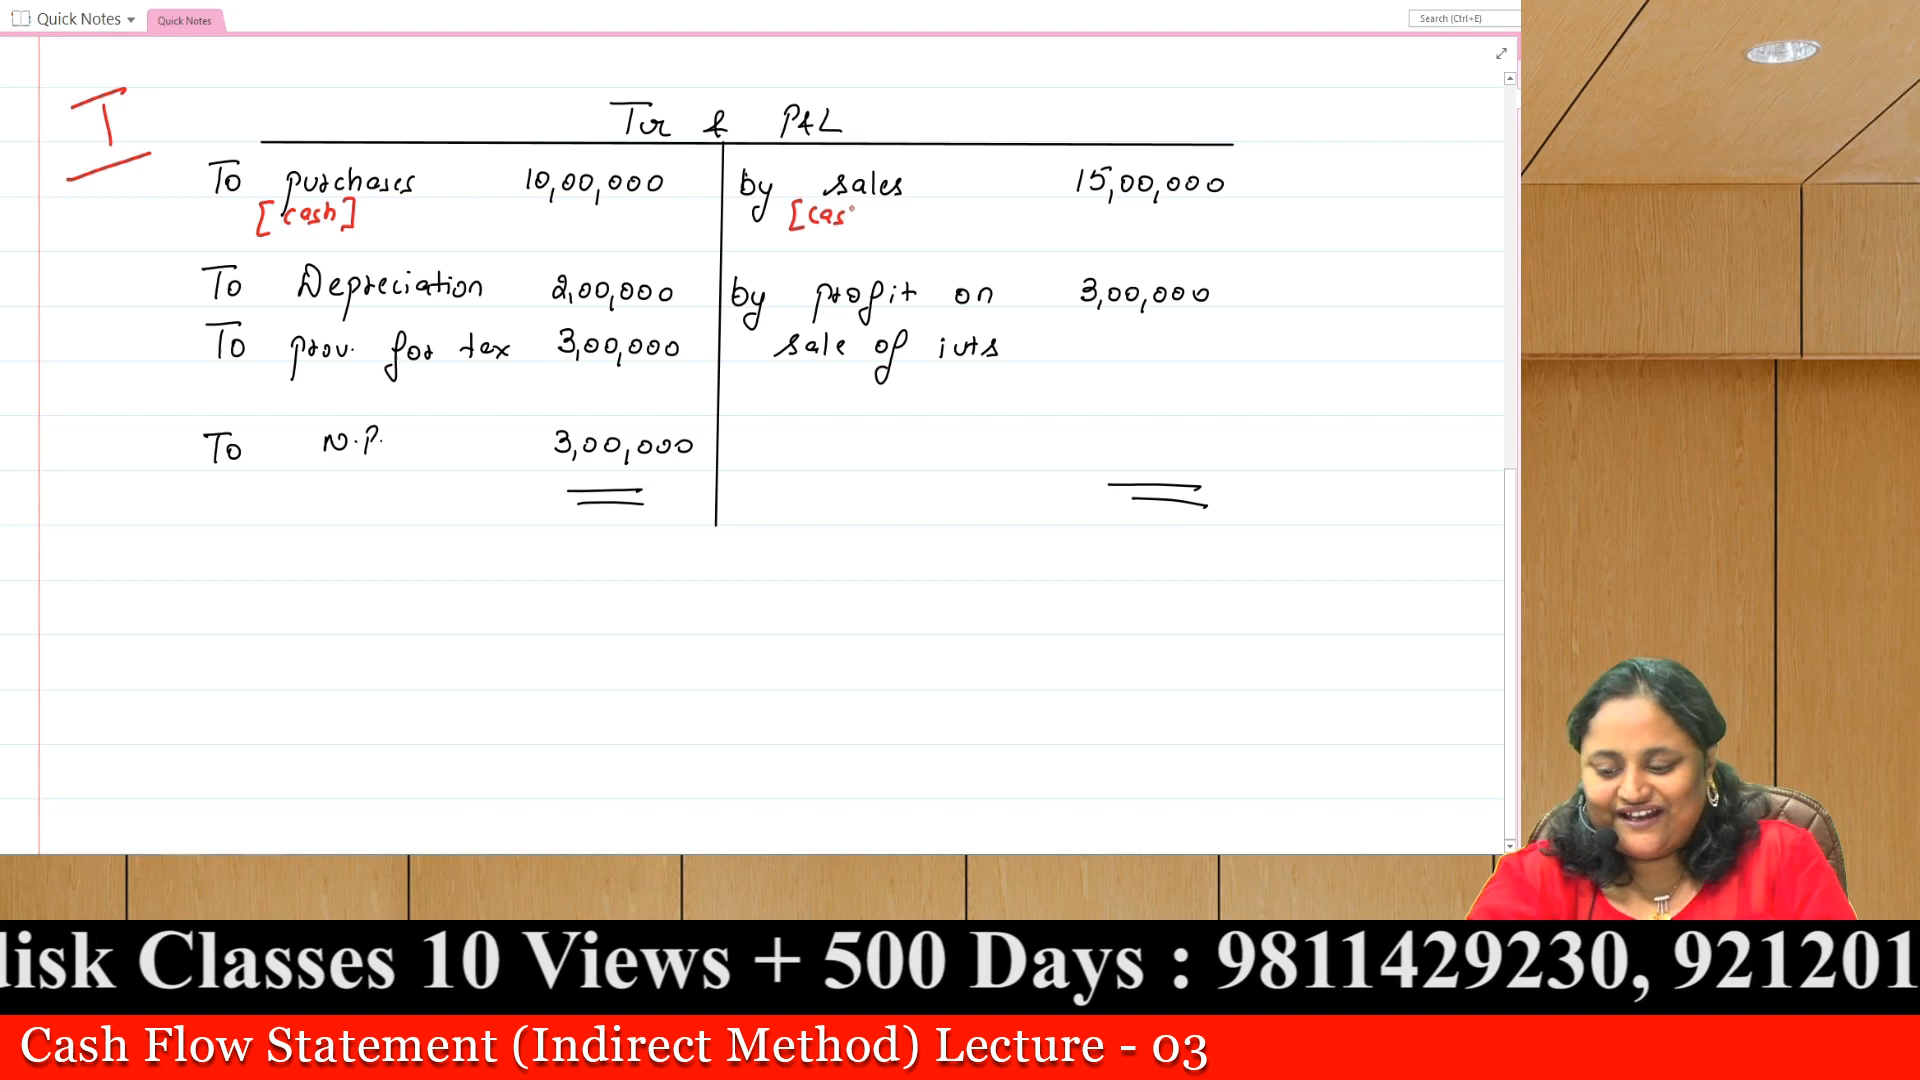 Quick Notes
Quick Notes
Search (Ctrl+E)
I
Tr & P&L
To purchases 10,00,000 by sales 15,00,000
[cash] [cas
To Depreciation 2,00,000 by profit on 3,00,000
To prov. for tax 3,00,000 sale of ivts
To N.P. 3,00,000
disk Classes 10 Views + 500 Days : 9811429230, 921201
Cash Flow Statement (Indirect Method) Lecture - 03